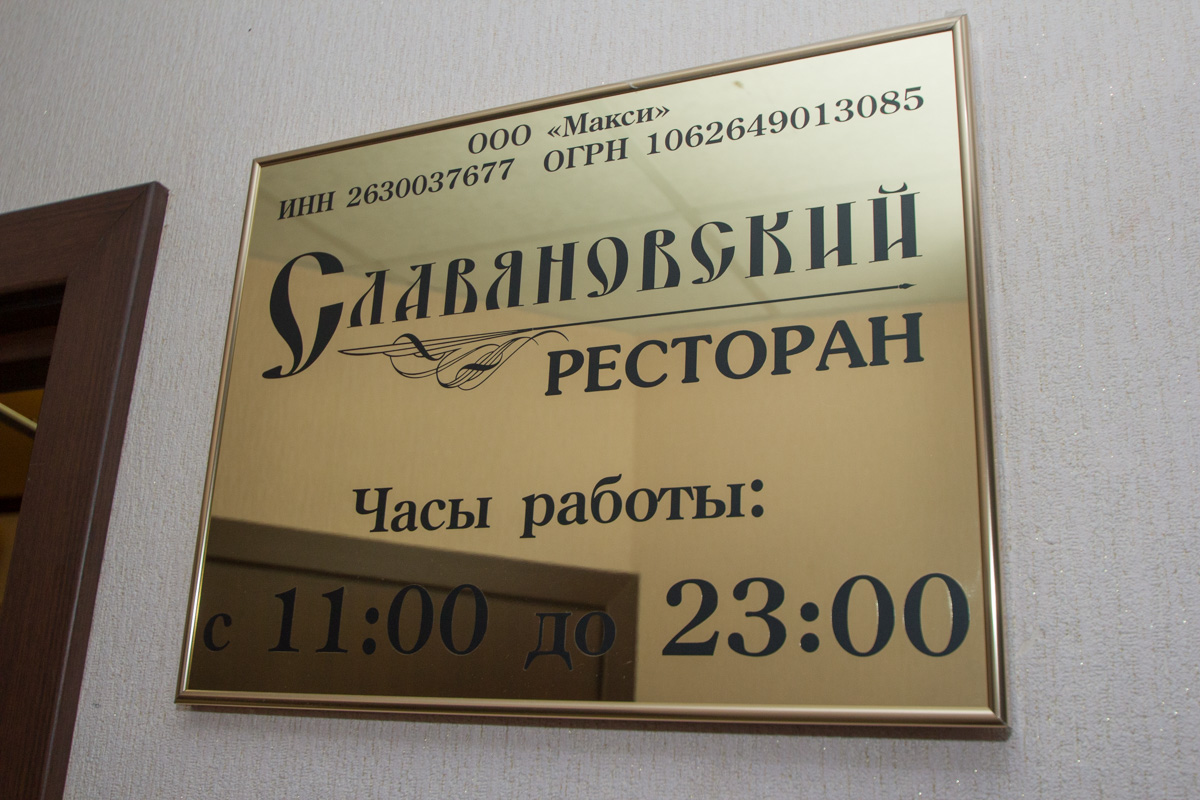 ООО «Макси»
ИНН 2630037677 ОГРН 1062649013085
Славяновский
РЕСТОРАН
Часы работы:
с 11:00 до 23:00